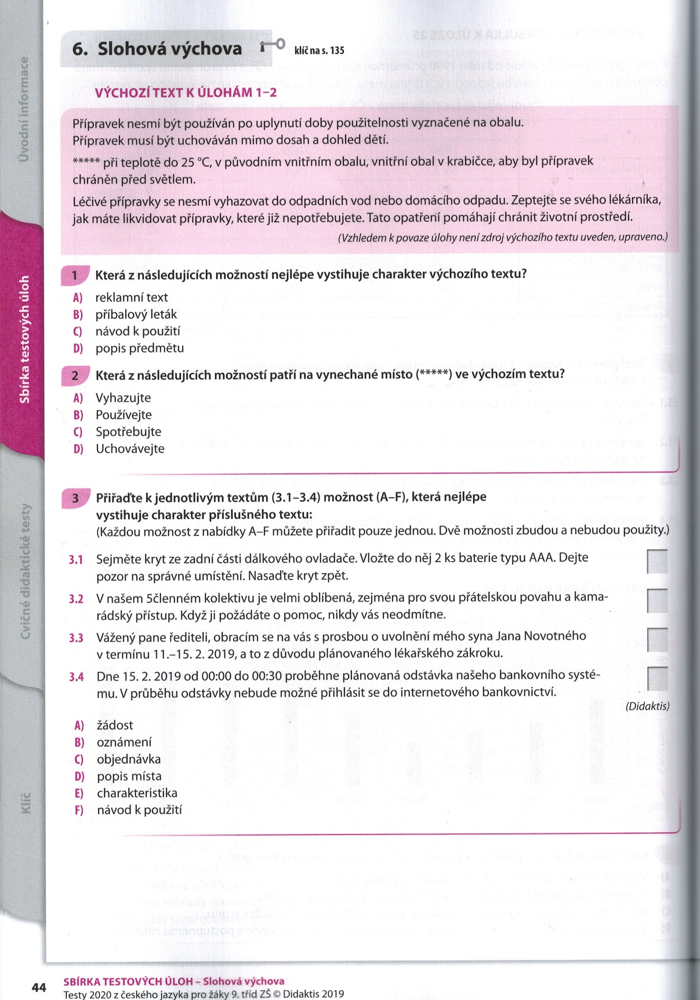 6. Slohová výchova klíč na s. 135
VÝCHOZÍ TEXT K ÚLOHÁM 1–2
Přípravek nesmí být používán po uplynutí doby použitelnosti vyznačené na obalu.
Přípravek musí být uchováván mimo dosah a dohled dětí.
***** při teplotě do 25 °C, v původním vnitřním obalu, vnitřní obal v krabičce, aby byl přípravek
chráněn před světlem.
Léčivé přípravky se nesmí vyhazovat do odpadních vod nebo domácího odpadu. Zeptejte se svého lékárníka,
jak máte likvidovat přípravky, které již nepotřebujete. Tato opatření pomáhají chránit životní prostředí.
(Vzhledem k povaze úlohy není zdroj výchozího textu uveden, upraveno.)
1 Která z následujících možností nejlépe vystihuje charakter výchozího textu?
A) reklamní text
B) příbalový leták
C) návod k použití
D) popis předmětu
2 Která z následujících možností patří na vynechané místo (*****) ve výchozím textu?
A) Vyhazujte
B) Používejte
C) Spotřebujte
D) Uchovávejte
3 Přiřaďte k jednotlivým textům (3.1–3.4) možnost (A–F), která nejlépe
vystihuje charakter příslušného textu:
(Každou možnost z nabídky A–F můžete přiřadit pouze jednou. Dvě možnosti zbudou a nebudou použity.)
3.1 Sejměte kryt ze zadní části dálkového ovladače. Vložte do něj 2 ks baterie typu AAA. Dejte
pozor na správné umístění. Nasaďte kryt zpět.
3.2 V našem 5členném kolektivu je velmi oblíbená, zejména pro svou přátelskou povahu a kama-
rádský přístup. Když ji požádáte o pomoc, nikdy vás neodmítne.
3.3 Vážený pane řediteli, obracím se na vás s prosbou o uvolnění mého syna Jana Novotného
v termínu 11.–15. 2. 2019, a to z důvodu plánovaného lékařského zákroku.
3.4 Dne 15. 2. 2019 od 00:00 do 00:30 proběhne plánovaná odstávka našeho bankovního systé-
mu. V průběhu odstávky nebude možné přihlásit se do internetového bankovnictví.
(Didaktis)
A) žádost
B) oznámení
C) objednávka
D) popis místa
E) charakteristika
F) návod k použití
Úvodní informace
Sbírka testových úloh
Cvičné didaktické testy
Klíč
44 SBÍRKA TESTOVÝCH ÚLOH – Slohová výchova
Testy 2020 z českého jazyka pro žáky 9. tříd ZŠ © Didaktis 2019